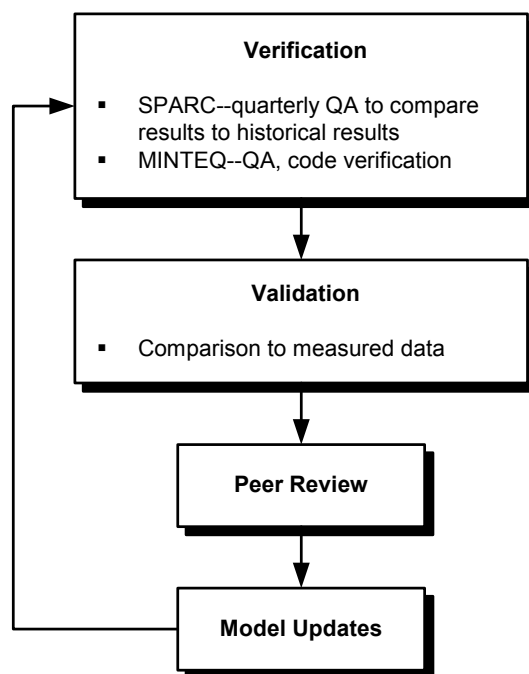 Verification
▪ SPARC--quarterly QA to compare
results to historical results
▪ MINTEQ--QA, code verification
Validation
▪ Comparison to measured data
Peer Review
Model Updates